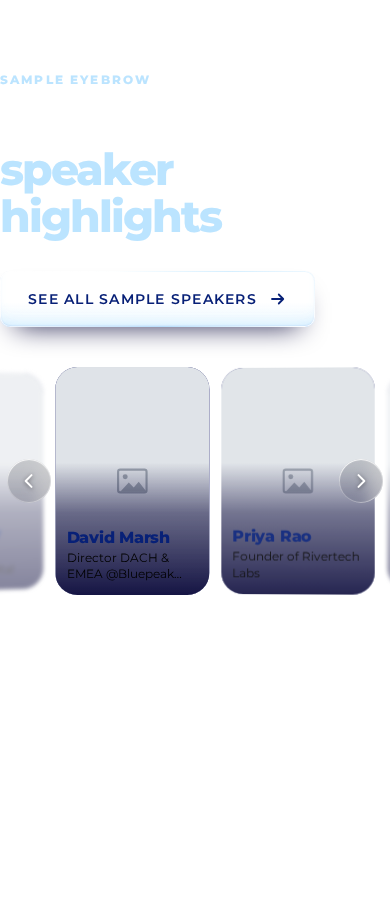 SAMPLE EYEBROW
speaker
highlights
SEE ALL SAMPLE SPEAKERS
David Marsh
Director DACH &
EMEA @Bluepeak...
Priya Rao
Founder of Rivertech
Labs